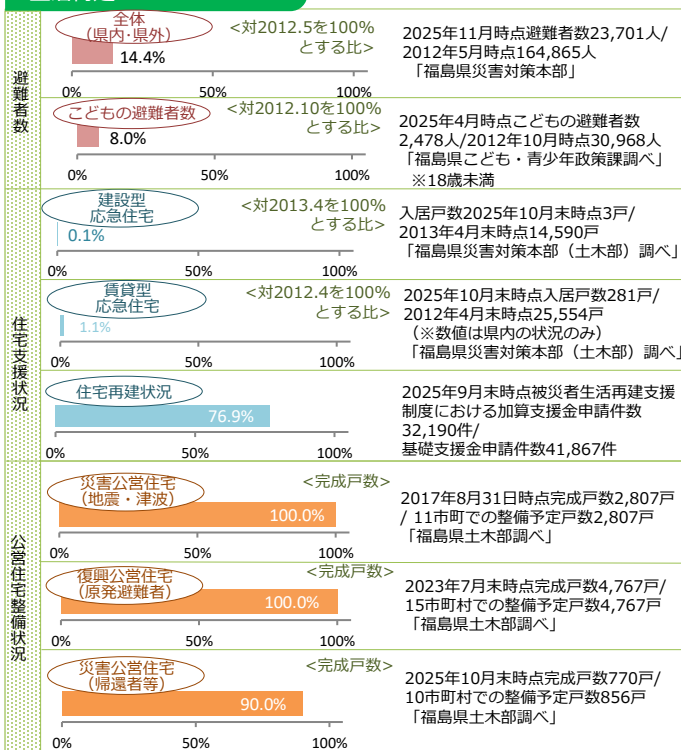 避難者数
全体
(県内･県外)
<対2012.5を100%
とする比>
14.4%
0%
50%
100%
2025年11月時点避難者数23,701人/
2012年5月時点164,865人
「福島県災害対策本部」
こどもの避難者数
<対2012.10を100%
とする比>
8.0%
0%
50%
100%
2025年4月時点こどもの避難者数
2,478人/2012年10月時点30,968人
「福島県こども・青少年政策課調べ」
※18歳未満
住宅支援状況
建設型
応急住宅
<対2013.4を100%
とする比>
0.1%
0%
50%
100%
入居戸数2025年10月末時点3戸/
2013年4月末時点14,590戸
「福島県災害対策本部（土木部）調べ」
賃貸型
応急住宅
<対2012.4を100%
とする比>
1.1%
0%
50%
100%
2025年10月末時点入居戸数281戸/
2012年4月末時点25,554戸
（※数値は県内の状況のみ）
「福島県災害対策本部（土木部）調べ」
住宅再建状況
76.9%
0%
50%
100%
2025年9月末時点被災者生活再建支援
制度における加算支援金申請件数
32,190件/
基礎支援金申請件数41,867件
公営住宅整備状況
災害公営住宅
（地震・津波）
<完成戸数>
100.0%
0%
50%
100%
2017年8月31日時点完成戸数2,807戸
/ 11市町での整備予定戸数2,807戸
「福島県土木部調べ」
復興公営住宅
（原発避難者）
<完成戸数>
100.0%
0%
50%
100%
2023年7月末時点完成戸数4,767戸/
15市町村での整備予定戸数4,767戸
「福島県土木部調べ」
災害公営住宅
（帰還者等）
<完成戸数>
90.0%
0%
50%
100%
2025年10月末時点完成戸数770戸/
10市町村での整備予定戸数856戸
「福島県土木部調べ」